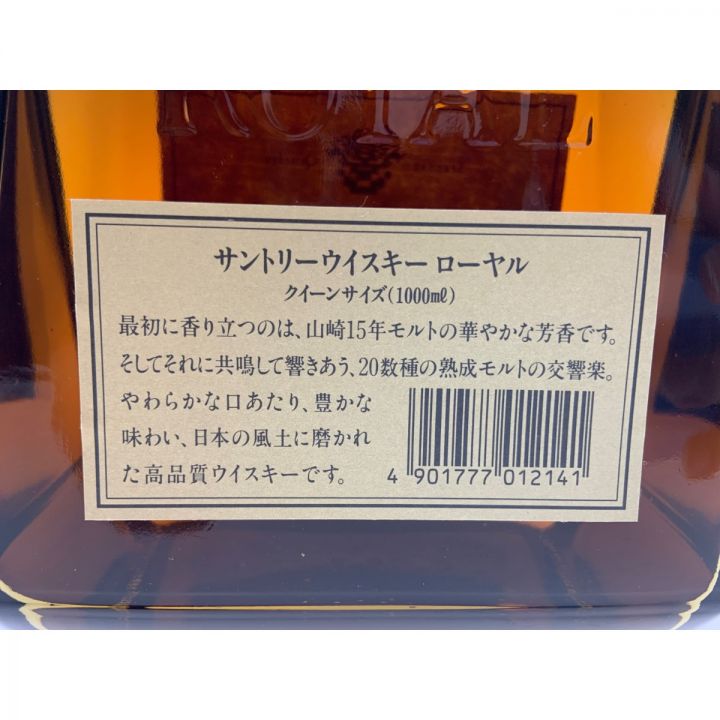 ROYAL
サントリーウイスキー ローヤル
クイーンサイズ(1000㎖)
最初に香り立つのは、山崎15年モルトの華やかな芳香です。
そしてそれに共鳴して響きあう、20数種の熟成モルトの交響楽。
やわらかな口あたり、豊かな
味わい、日本の風土に磨かれ
た高品質ウイスキーです。
4 901777 012141